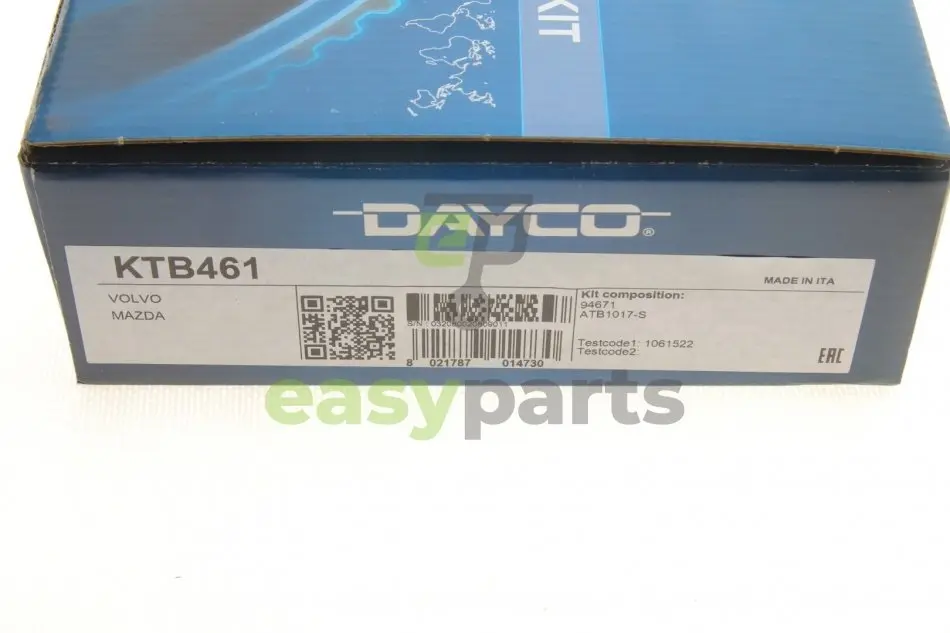 KIT
DAYCO®
KTB461
MADE IN ITA
VOLVO
MAZDA
Kit composition:
94671
ATB1017-S
Testcode1: 1061522
Testcode2:
8 021787 014730
EAC
ep
easyparts